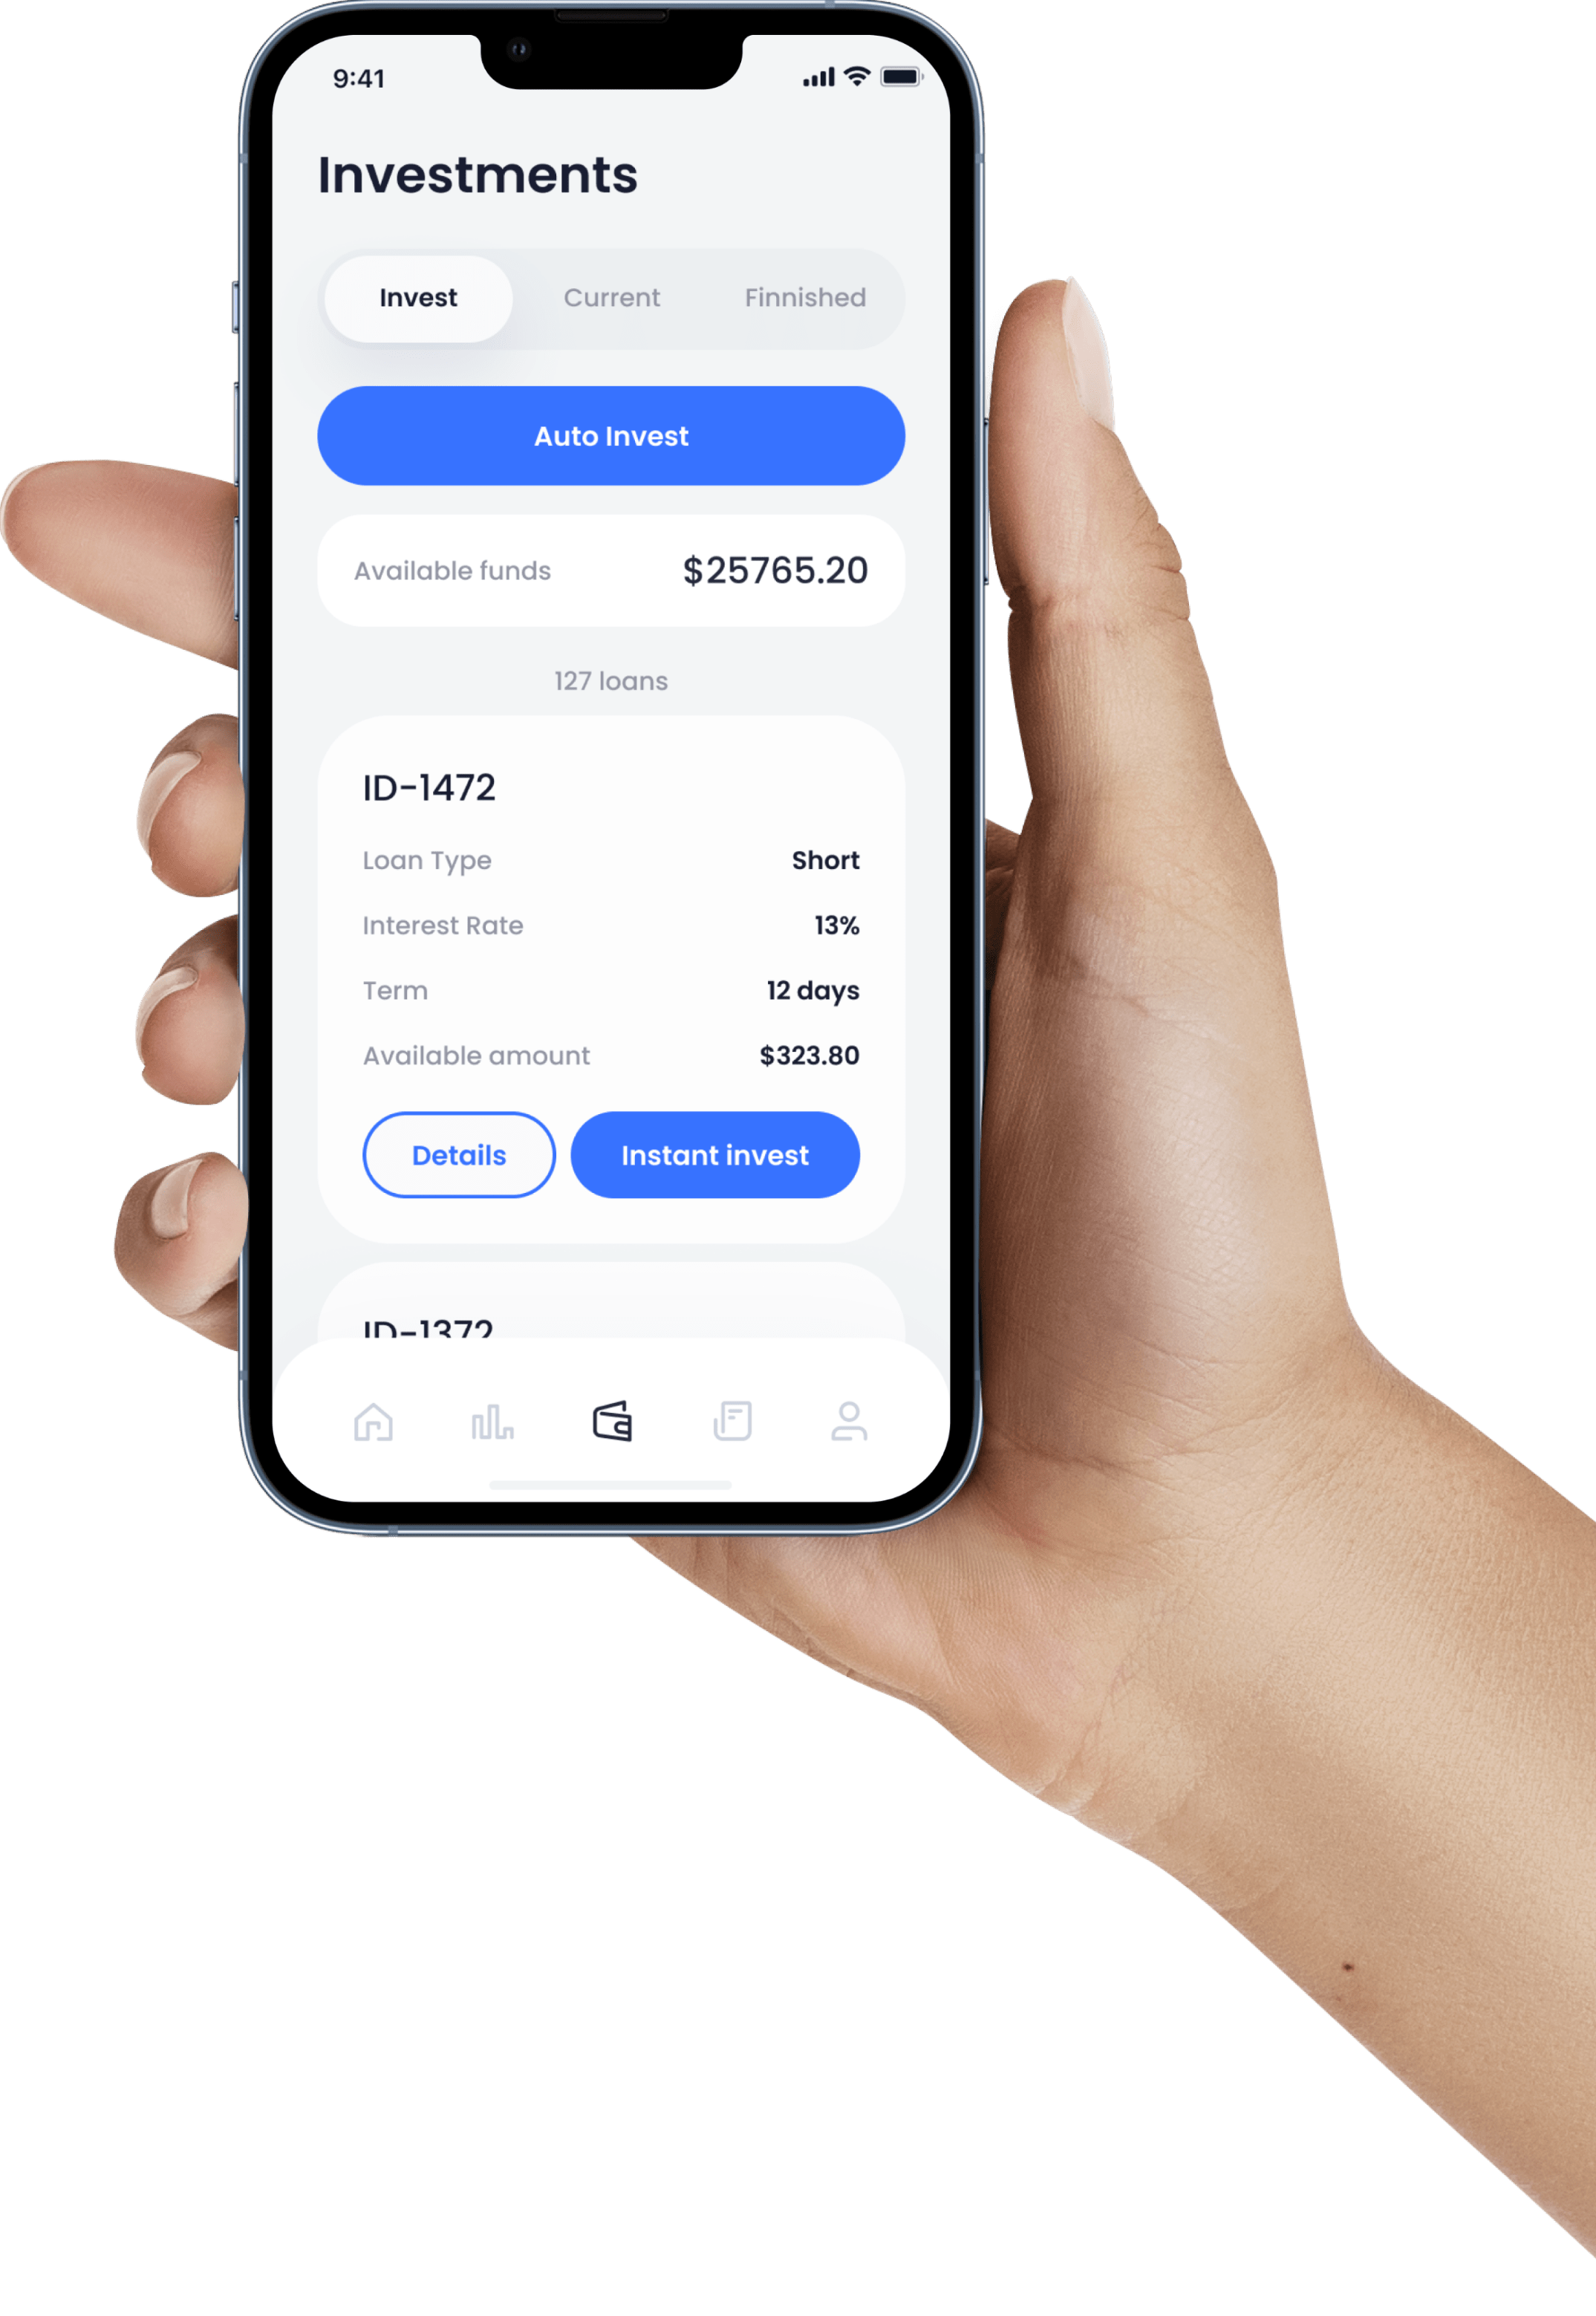 9:41
Investments
Invest Current Finnished
Auto Invest
Available funds $25765.20
127 loans
ID-1472
Loan Type Short
Interest Rate 13%
Term 12 days
Available amount $323.80
Details Instant invest
ID-1372